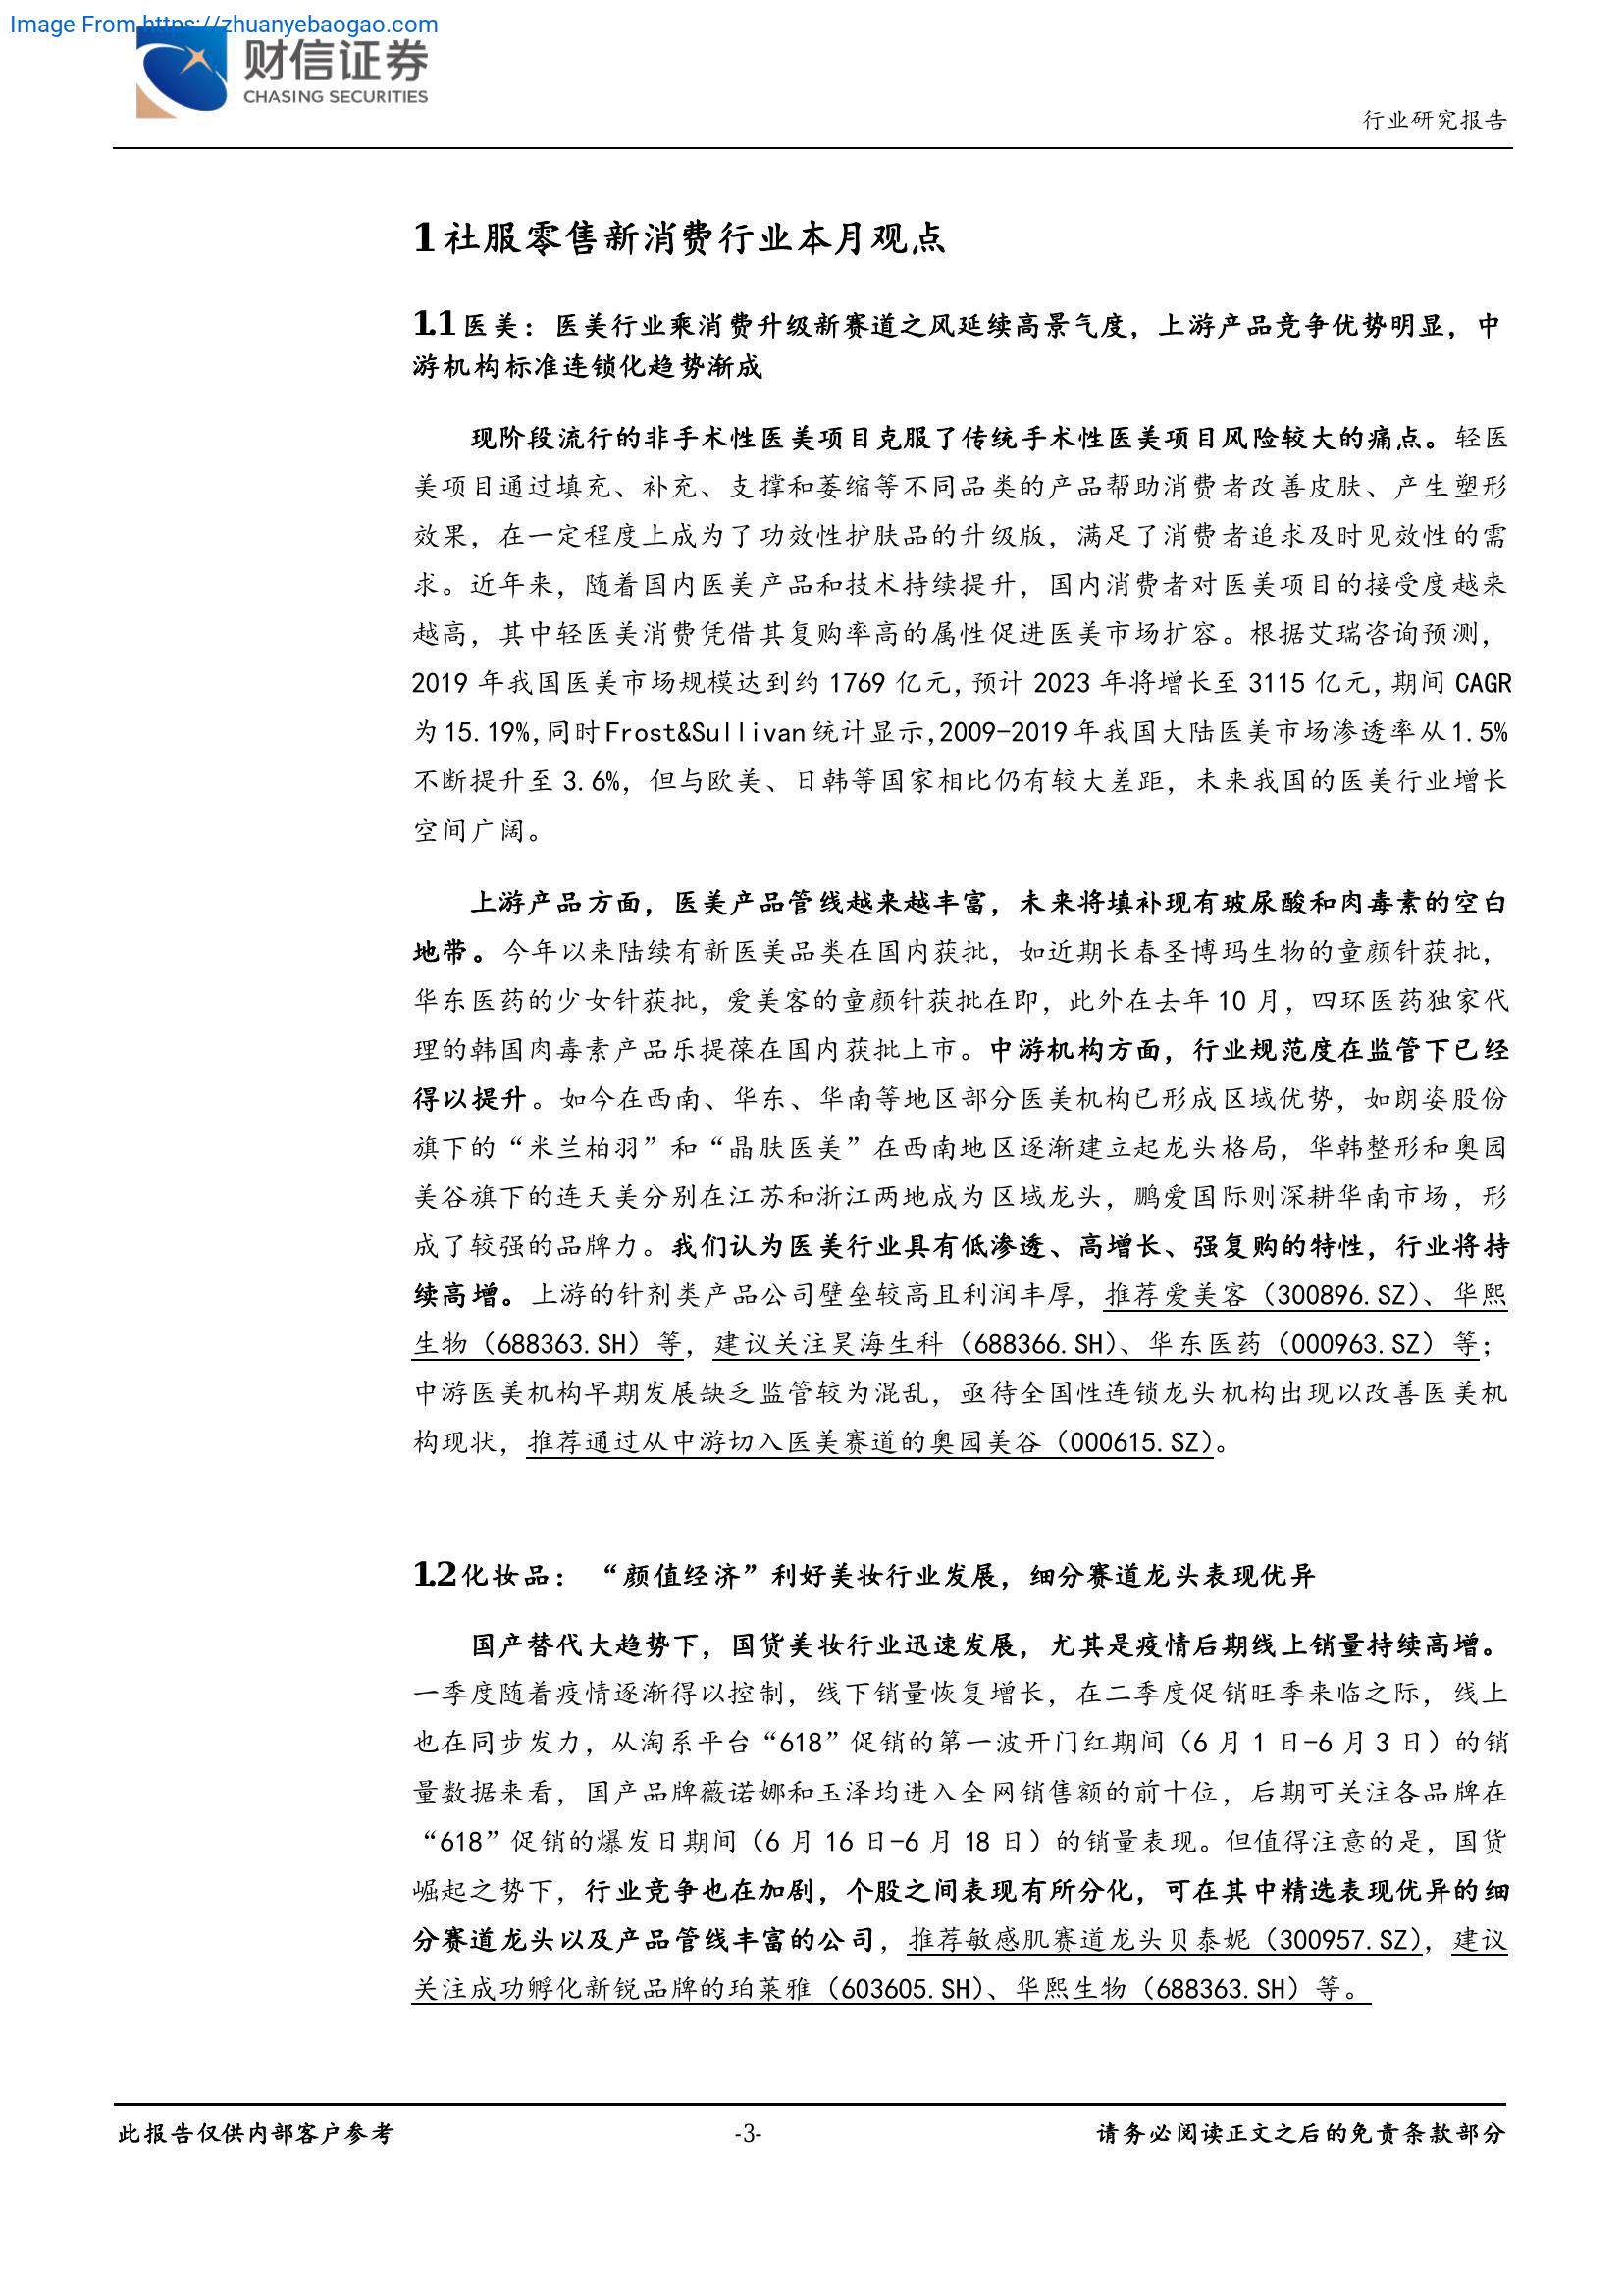 Image From https://zhuanyebaogao.com
财信证券
CHASING SECURITIES
行业研究报告
1 社服零售新消费行业本月观点
1.1 医美：医美行业乘消费升级新赛道之风延续高景气度，上游产品竞争优势明显，中
游机构标准连锁化趋势渐成
现阶段流行的非手术性医美项目克服了传统手术性医美项目风险较大的痛点。轻医
美项目通过填充、补充、支撑和萎缩等不同品类的产品帮助消费者改善皮肤、产生塑形
效果，在一定程度上成为了功效性护肤品的升级版，满足了消费者追求及时见效性的需
求。近年来，随着国内医美产品和技术持续提升，国内消费者对医美项目的接受度越来
越高，其中轻医美消费凭借其复购率高的属性促进医美市场扩容。根据艾瑞咨询预测，
2019 年我国医美市场规模达到约 1769 亿元，预计 2023 年将增长至 3115 亿元，期间 CAGR
为 15.19%，同时 Frost&Sullivan 统计显示，2009-2019 年我国大陆医美市场渗透率从 1.5%
不断提升至 3.6%，但与欧美、日韩等国家相比仍有较大差距，未来我国的医美行业增长
空间广阔。
上游产品方面，医美产品管线越来越丰富，未来将填补现有玻尿酸和肉毒素的空白
地带。今年以来陆续有新医美品类在国内获批，如近期长春圣博玛生物的童颜针获批，
华东医药的少女针获批，爱美客的童颜针获批在即，此外在去年 10 月，四环医药独家代
理的韩国肉毒素产品乐提葆在国内获批上市。中游机构方面，行业规范度在监管下已经
得以提升。如今在西南、华东、华南等地区部分医美机构已形成区域优势，如朗姿股份
旗下的“米兰柏羽”和“晶肤医美”在西南地区逐渐建立起龙头格局，华韩整形和奥园
美谷旗下的连天美分别在江苏和浙江两地成为区域龙头，鹏爱国际则深耕华南市场，形
成了较强的品牌力。我们认为医美行业具有低渗透、高增长、强复购的特性，行业将持
续高增。上游的针剂类产品公司壁垒较高且利润丰厚，推荐爱美客（300896.SZ）、华熙
生物（688363.SH）等，建议关注昊海生科（688366.SH）、华东医药（000963.SZ）等；
中游医美机构早期发展缺乏监管较为混乱，亟待全国性连锁龙头机构出现以改善医美机
构现状，推荐通过从中游切入医美赛道的奥园美谷（000615.SZ）。
1.2 化妆品： “颜值经济”利好美妆行业发展，细分赛道龙头表现优异
国产替代大趋势下，国货美妆行业迅速发展，尤其是疫情后期线上销量持续高增。
一季度随着疫情逐渐得以控制，线下销量恢复增长，在二季度促销旺季来临之际，线上
也在同步发力，从淘系平台“618”促销的第一波开门红期间（6 月 1 日-6 月 3 日）的销
量数据来看，国产品牌薇诺娜和玉泽均进入全网销售额的前十位，后期可关注各品牌在
“618”促销的爆发日期间（6 月 16 日-6 月 18 日）的销量表现。但值得注意的是，国货
崛起之势下，行业竞争也在加剧，个股之间表现有所分化，可在其中精选表现优异的细
分赛道龙头以及产品管线丰富的公司，推荐敏感肌赛道龙头贝泰妮（300957.SZ），建议
关注成功孵化新锐品牌的珀莱雅（603605.SH）、华熙生物（688363.SH）等。
此报告仅供内部客户参考
-3-
请务必阅读正文之后的免责条款部分